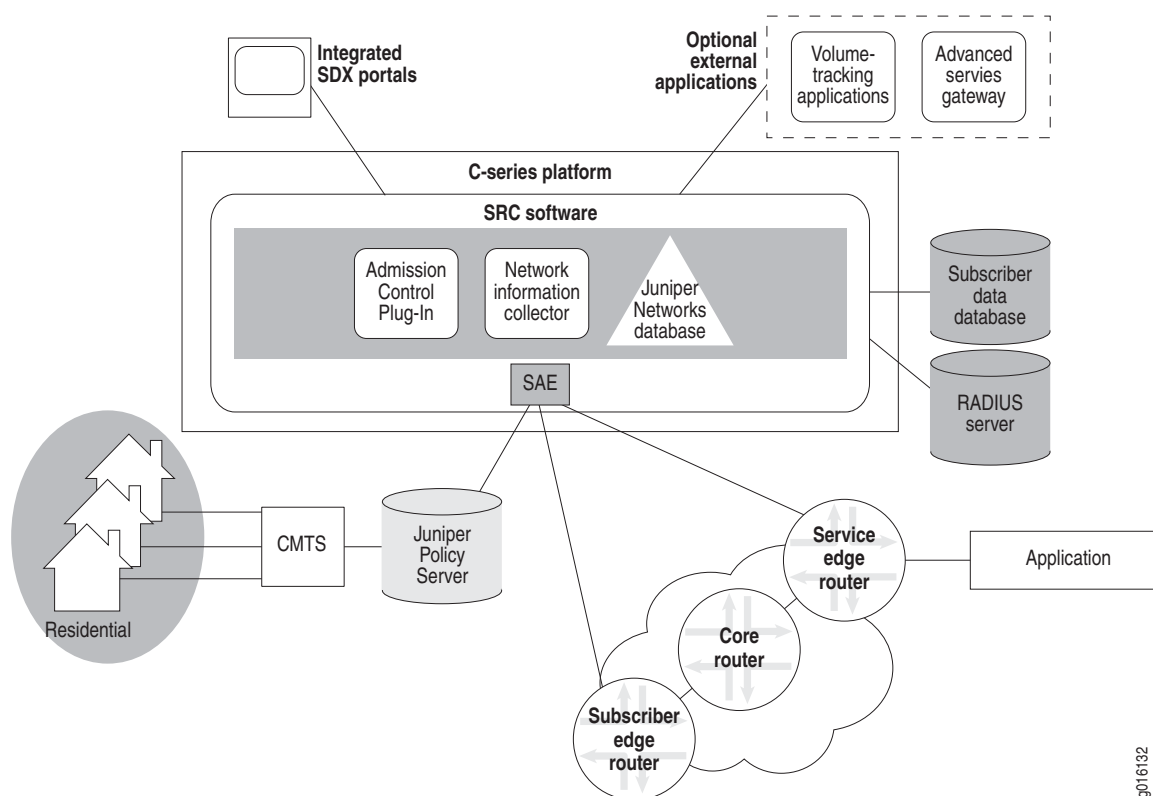 Integrated
SDX portals
Optional
external
applications
Volume-
tracking
applications
Advanced
servies
gateway
C-series platform
SRC software
Admission
Control
Plug-In
Network
information
collector
Juniper
Networks
database
Subscriber
data
database
SAE
RADIUS
server
Residential
CMTS
Juniper
Policy
Server
Service
edge
router
Application
Core
router
Subscriber
edge
router
g016132